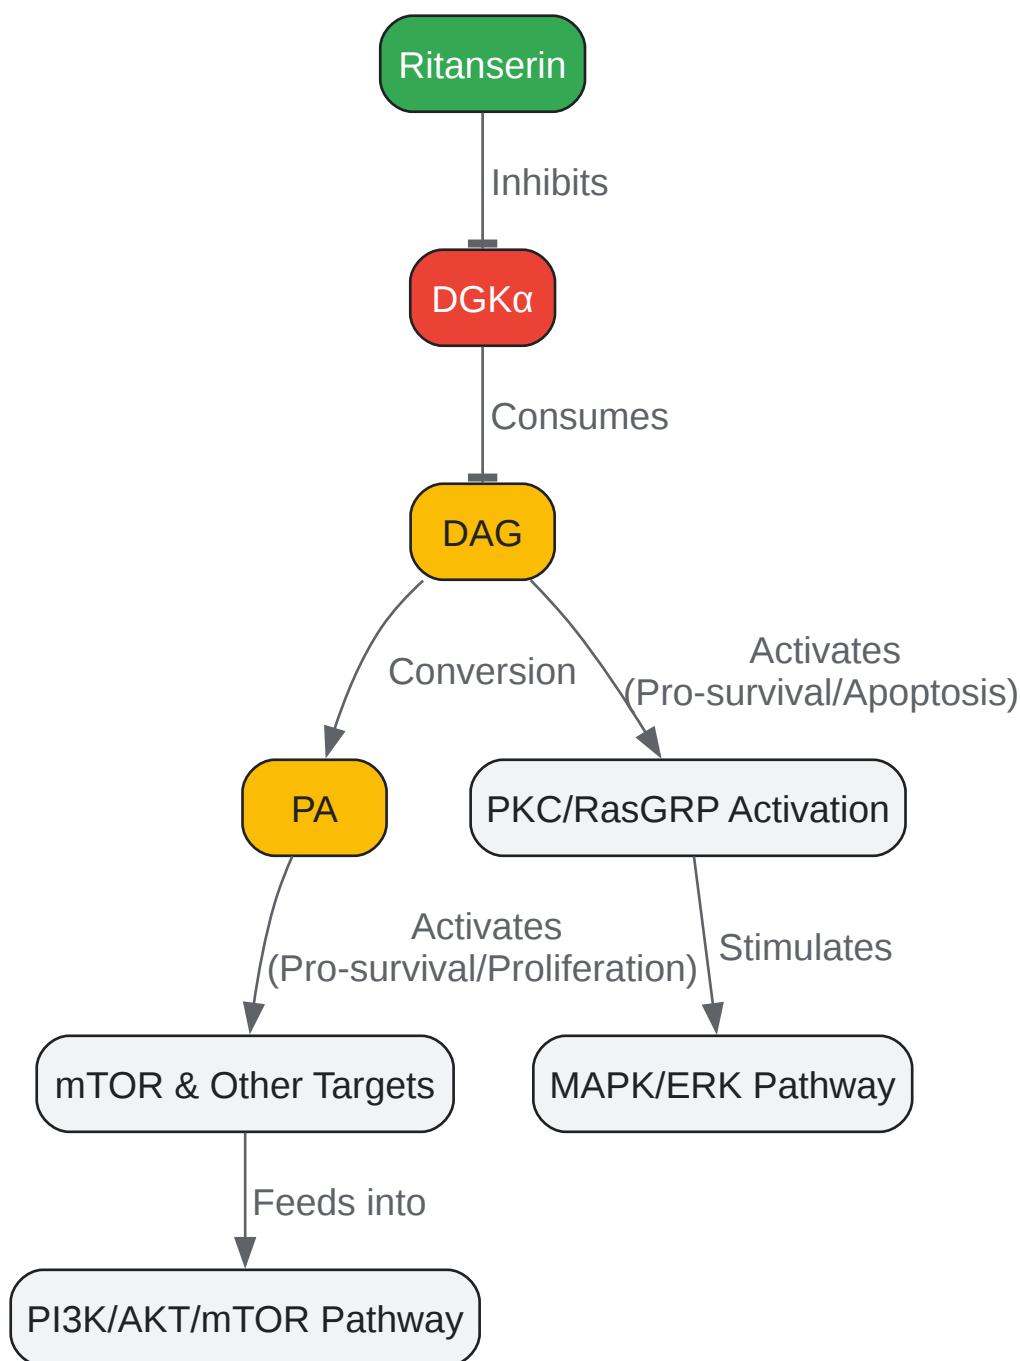 Ritanserin
Inhibits
DGKα
Consumes
DAG
Conversion
Activates
(Pro-survival/Apoptosis)
PA
PKC/RasGRP Activation
Activates
(Pro-survival/Proliferation)
Stimulates
mTOR & Other Targets
MAPK/ERK Pathway
Feeds into
PI3K/AKT/mTOR Pathway